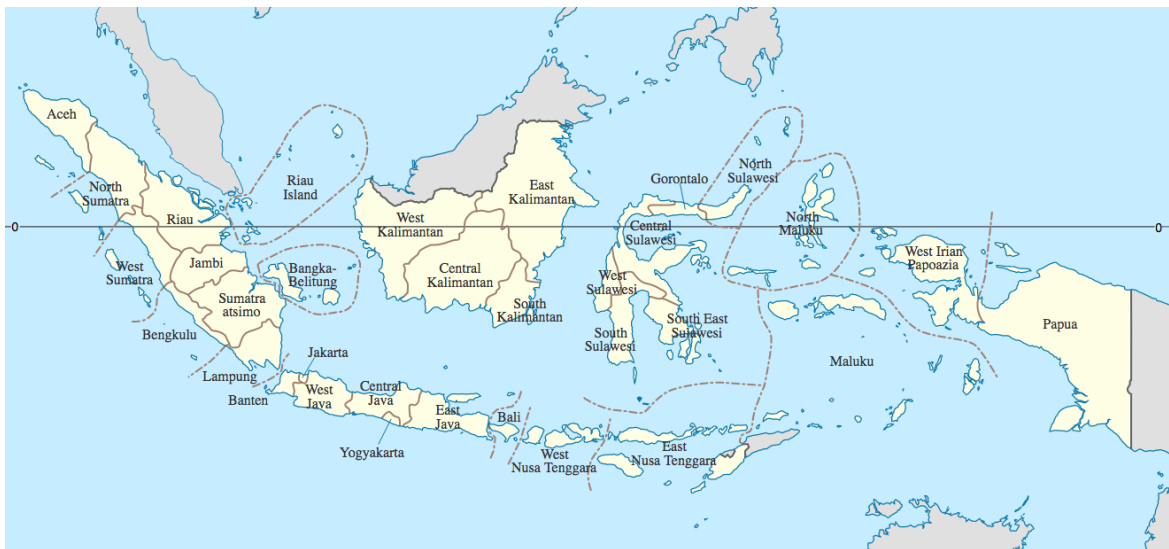 Aceh
North
Sumatra
Riau
Island
Riau
0
West
Sumatra
Jambi
Bangka-
Belitung
Sumatra
atsimo
Bengkulu
Lampung
Banten
Jakarta
West
Java
Central
Java
Yogyakarta
East
Java
Bali
West
Nusa Tenggara
East
Nusa Tenggara
West
Kalimantan
East
Kalimantan
Central
Kalimantan
South
Kalimantan
Gorontalo
North
Sulawesi
Central
Sulawesi
West
Sulawesi
South
Sulawesi
South East
Sulawesi
North
Maluku
Maluku
West Irian
Papoazia
Papua
0